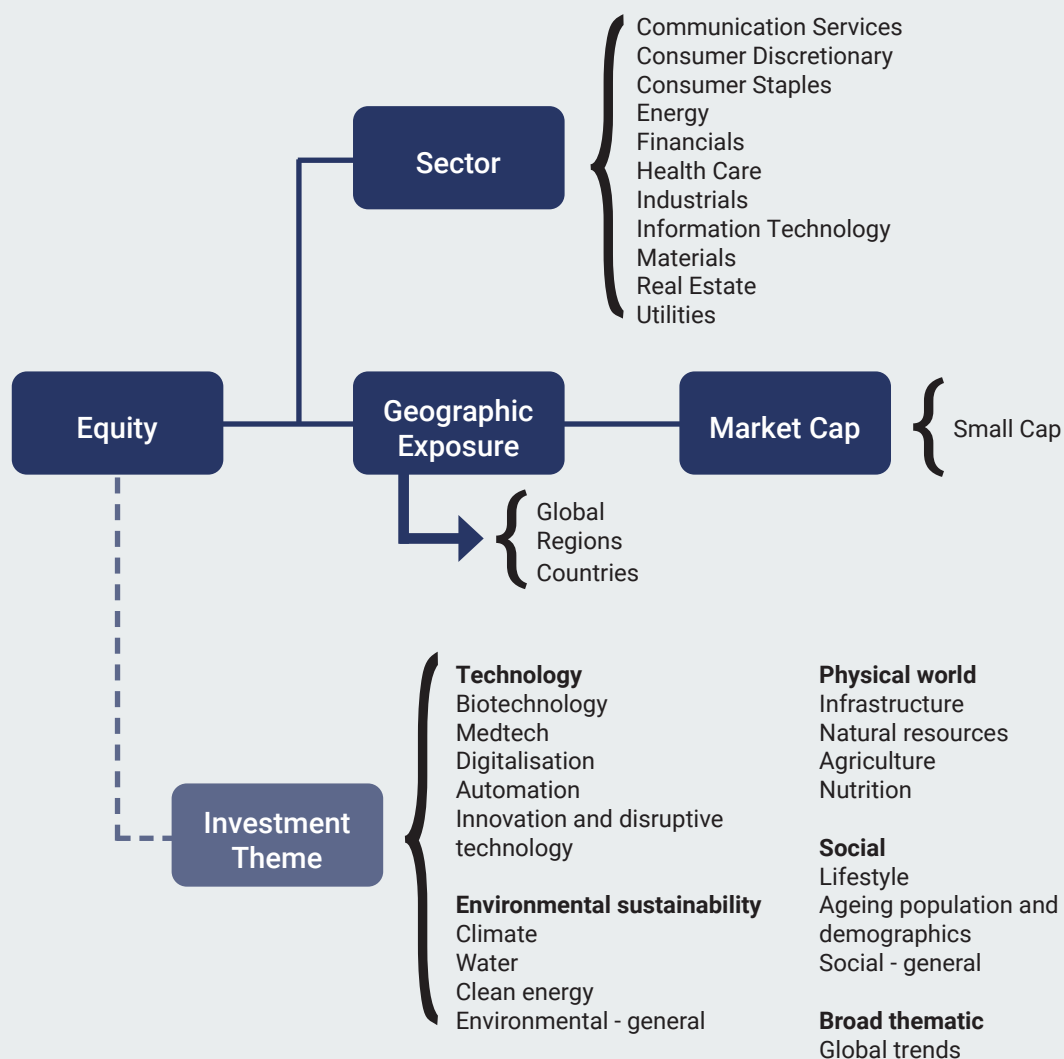 Communication Services
Consumer Discretionary
Consumer Staples
Energy
Financials
Health Care
Industrials
Information Technology
Materials
Real Estate
Utilities
Sector
Equity
Geographic
Exposure
Market Cap
Small Cap
Global
Regions
Countries
Investment
Theme
Technology
Biotechnology
Medtech
Digitalisation
Automation
Innovation and disruptive
technology
Environmental sustainability
Climate
Water
Clean energy
Environmental - general
Physical world
Infrastructure
Natural resources
Agriculture
Nutrition
Social
Lifestyle
Ageing population and
demographics
Social - general
Broad thematic
Global trends